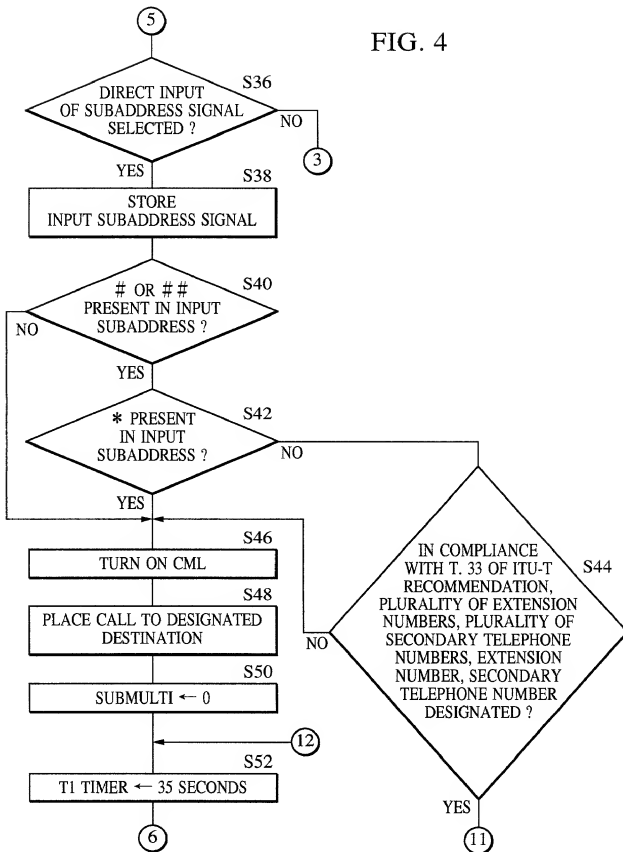 5
FIG. 4
S36
DIRECT INPUT
OF SUBADDRESS SIGNAL
SELECTED ?
NO
3
YES
S38
STORE
INPUT SUBADDRESS SIGNAL
S40
# OR ##
PRESENT IN INPUT
SUBADDRESS ?
NO
YES
S42
* PRESENT
IN INPUT
SUBADDRESS ?
NO
YES
S44
IN COMPLIANCE
WITH T. 33 OF ITU-T
RECOMMENDATION,
PLURALITY OF EXTENSION
NUMBERS, PLURALITY OF
SECONDARY TELEPHONE
NUMBERS, EXTENSION
NUMBER, SECONDARY
TELEPHONE NUMBER
DESIGNATED ?
NO
YES
11
S46
TURN ON CML
S48
PLACE CALL TO DESIGNATED
DESTINATION
S50
SUBMULTI ← 0
12
S52
T1 TIMER ← 35 SECONDS
6